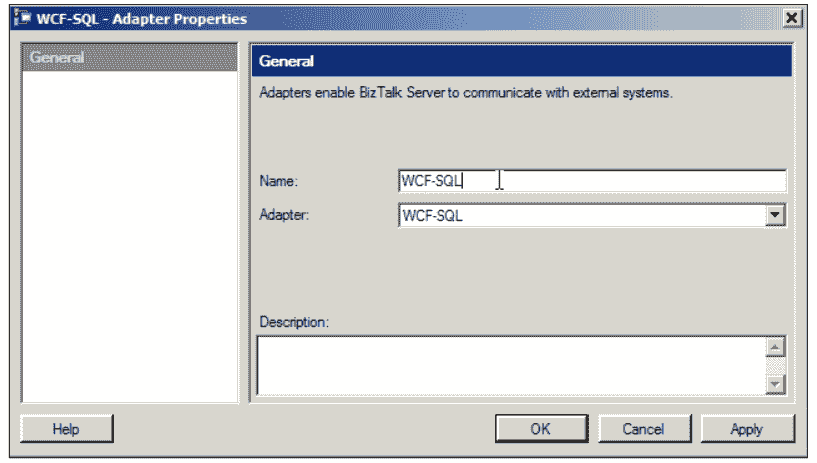 WCF-SQL - Adapter Properties
General
General
Adapters enable BizTalk Server to communicate with external systems.
Name: WCF-SQL
Adapter: WCF-SQL
Description:
Help OK Cancel Apply